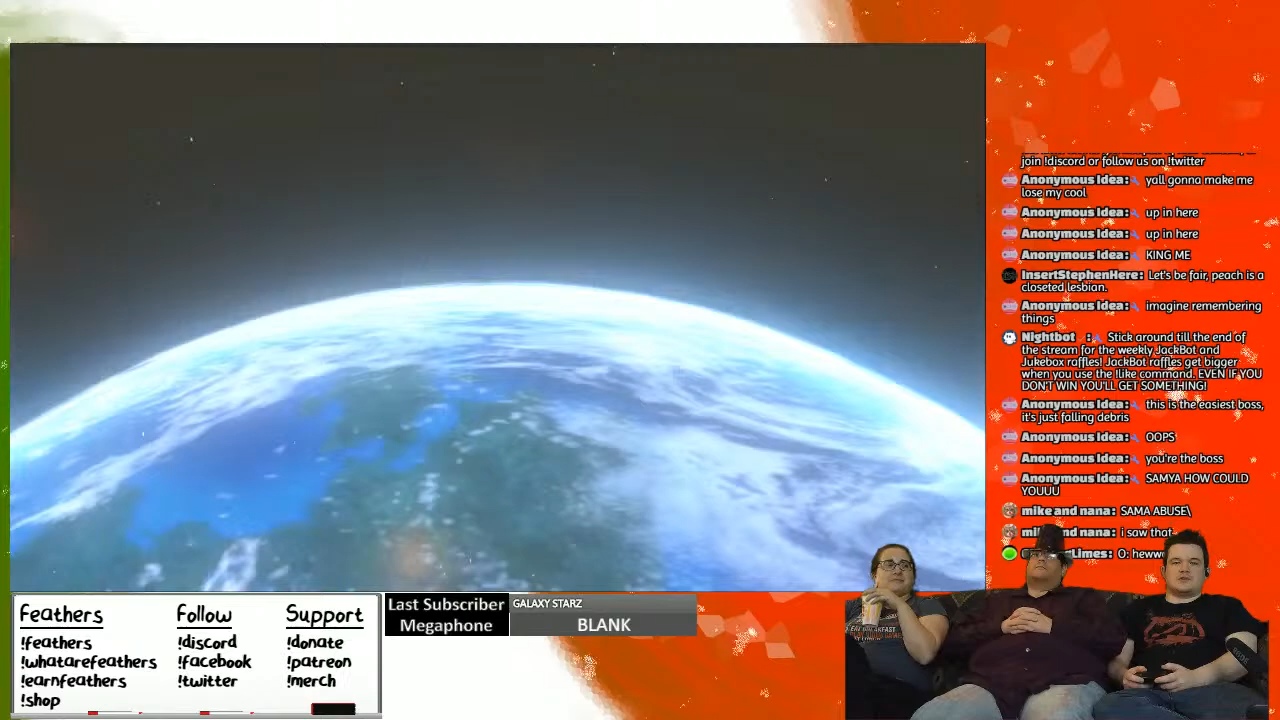 join !discord or follow us on !twitter
Anonymous Idea: yall gonna make me
lose my cool
Anonymous Idea: up in here
Anonymous Idea: up in here
Anonymous Idea: KING ME
InsertStephenHere: Let's be fair, peach is a
closeted lesbian.
Anonymous Idea: imagine remembering
things
Nightbot : Stick around till the end of
the stream for the weekly JackBot and
Jukebox raffles! JackBot raffles get bigger
when you use the !like command. EVEN IF YOU
DON'T WIN YOU'LL GET SOMETHING!
Anonymous Idea: this is the easiest boss,
it's just falling debris
Anonymous Idea: OOPS
Anonymous Idea: you're the boss
Anonymous Idea: SAMYA HOW COULD
YOUUU
mike and nana: SAMA ABUSE\
mike and nana: i saw that
Limes: O:
feathers
!feathers
!whatarefeathers
!earnfeathers
!shop
Follow
!discord
!facebook
!twitter
Support
!donate
!patreon
!merch
Last Subscriber
Megaphone
GALAXY STARZ
BLANK